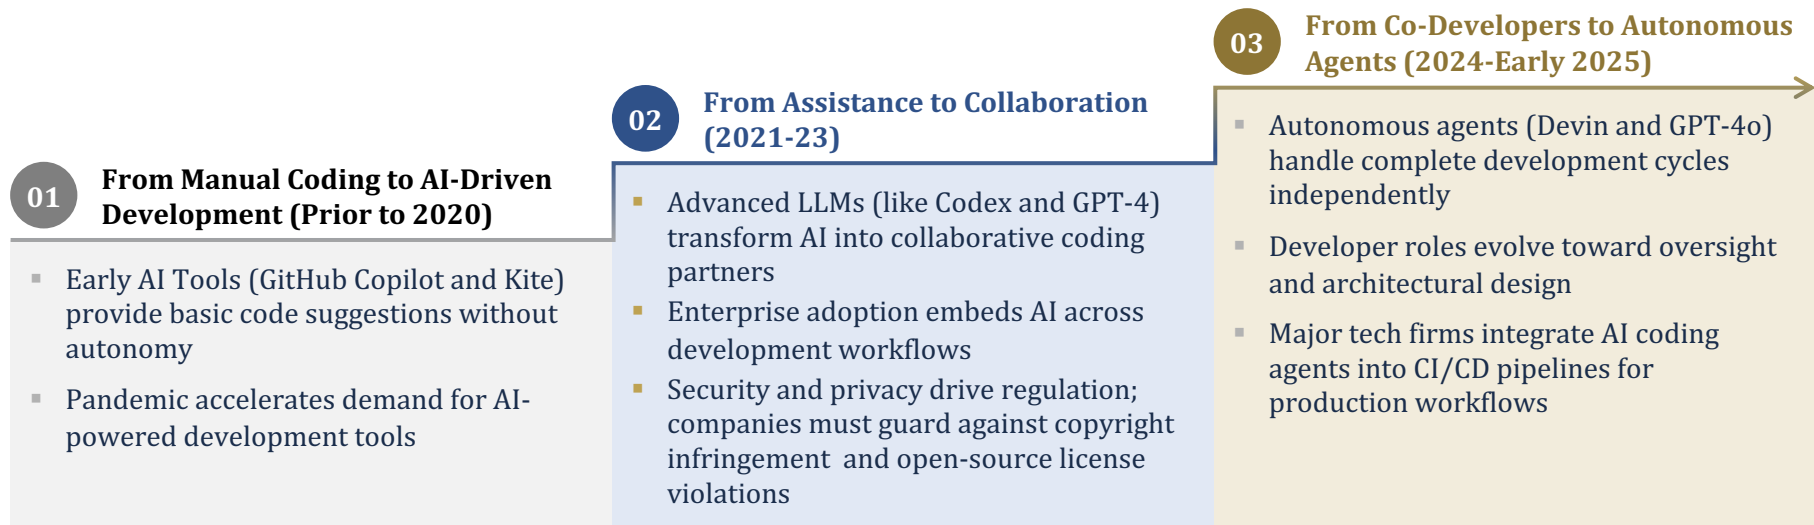 01
From Manual Coding to AI-Driven
Development (Prior to 2020)
Early AI Tools (GitHub Copilot and Kite)
provide basic code suggestions without
autonomy
Pandemic accelerates demand for AI-
powered development tools
02
From Assistance to Collaboration
(2021-23)
Advanced LLMs (like Codex and GPT-4)
transform AI into collaborative coding
partners
Enterprise adoption embeds AI across
development workflows
Security and privacy drive regulation;
companies must guard against copyright
infringement  and open-source license
violations
03
From Co-Developers to Autonomous
Agents (2024-Early 2025)
Autonomous agents (Devin and GPT-4o)
handle complete development cycles
independently
Developer roles evolve toward oversight
and architectural design
Major tech firms integrate AI coding
agents into CI/CD pipelines for
production workflows